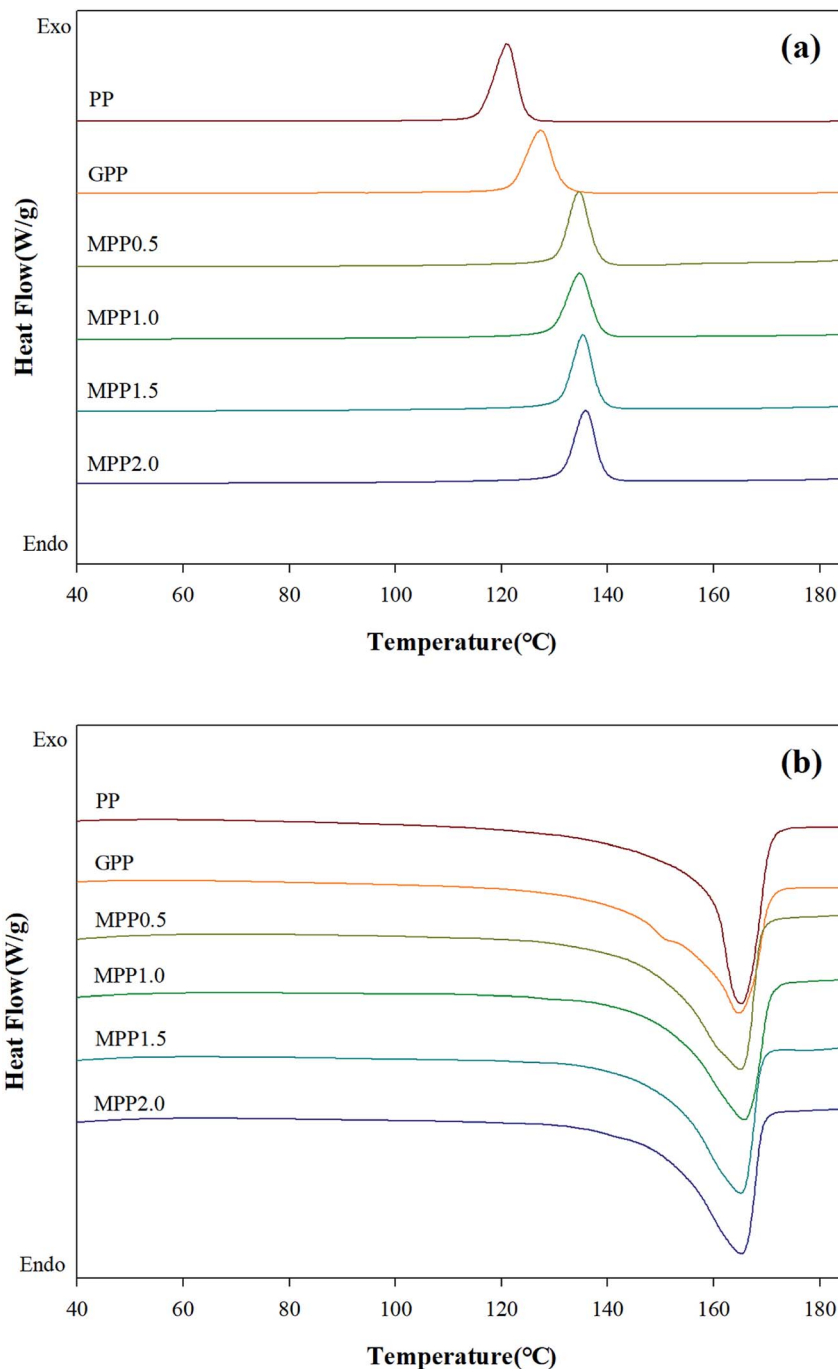 Exo
(a)
PP
GPP
MPP0.5
MPP1.0
MPP1.5
MPP2.0
Endo
Heat Flow(W/g)
40 60 80 100 120 140 160 180
Temperature(°C)
Exo
(b)
PP
GPP
MPP0.5
MPP1.0
MPP1.5
MPP2.0
Endo
Heat Flow(W/g)
40 60 80 100 120 140 160 180
Temperature(°C)